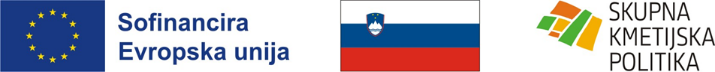 Sofinancira
Evropska unija
SKUPNA
KMETIJSKA
POLITIKA